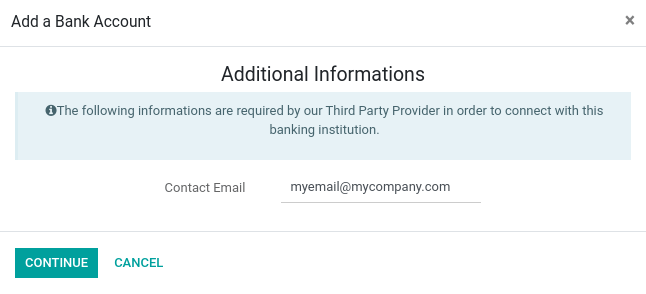 Add a Bank Account ×
Additional Informations
The following informations are required by our Third Party Provider in order to connect with this
banking institution.
Contact Email myemail@mycompany.com
CONTINUE CANCEL